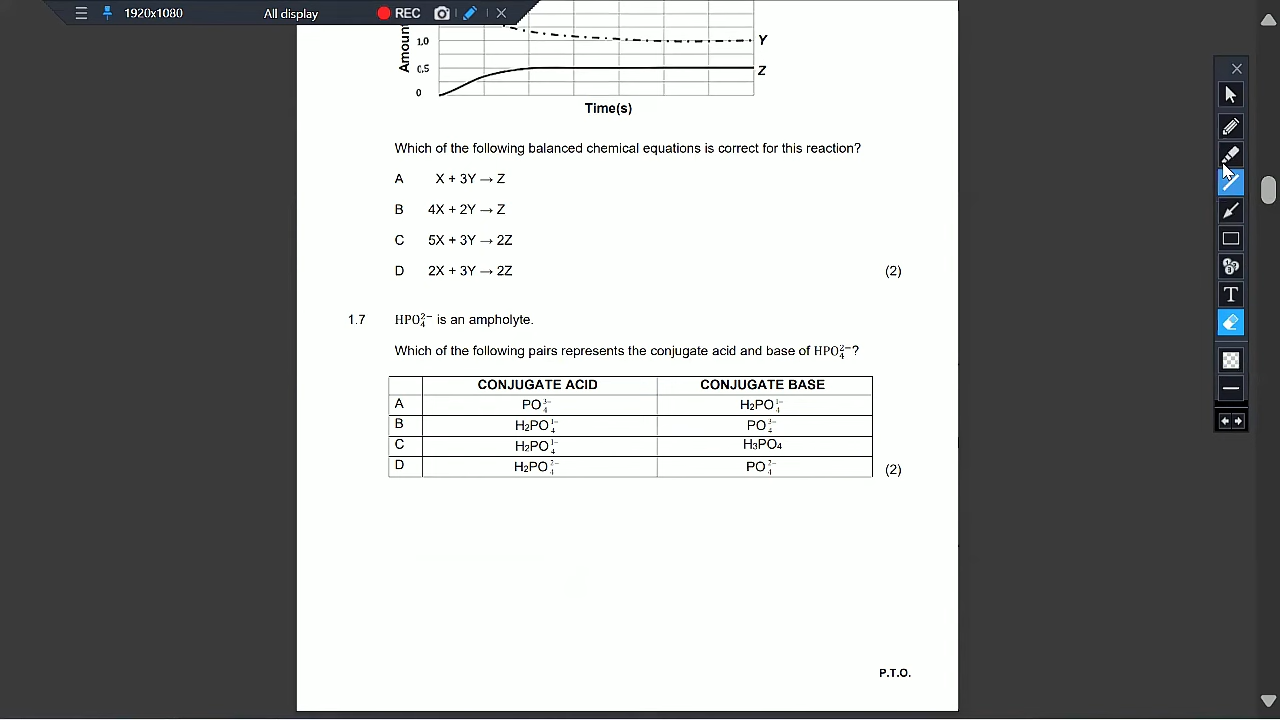 1920x1080 All display REC
Amoun
1,0 Y
0,5 Z
0
Time(s)
Which of the following balanced chemical equations is correct for this reaction?
A X + 3Y → Z
B 4X + 2Y → Z
C 5X + 3Y → 2Z
D 2X + 3Y → 2Z (2)
1.7 HPO₄²⁻ is an ampholyte.
Which of the following pairs represents the conjugate acid and base of HPO₄²⁻?
CONJUGATE ACID CONJUGATE BASE
A PO₄³⁻ H₂PO₄¹⁻
B H₂PO₄¹⁻ PO₄³⁻
C H₂PO₄¹⁻ H₃PO₄
D H₂PO₄²⁻ PO₄²⁻ (2)
T
P.T.O.